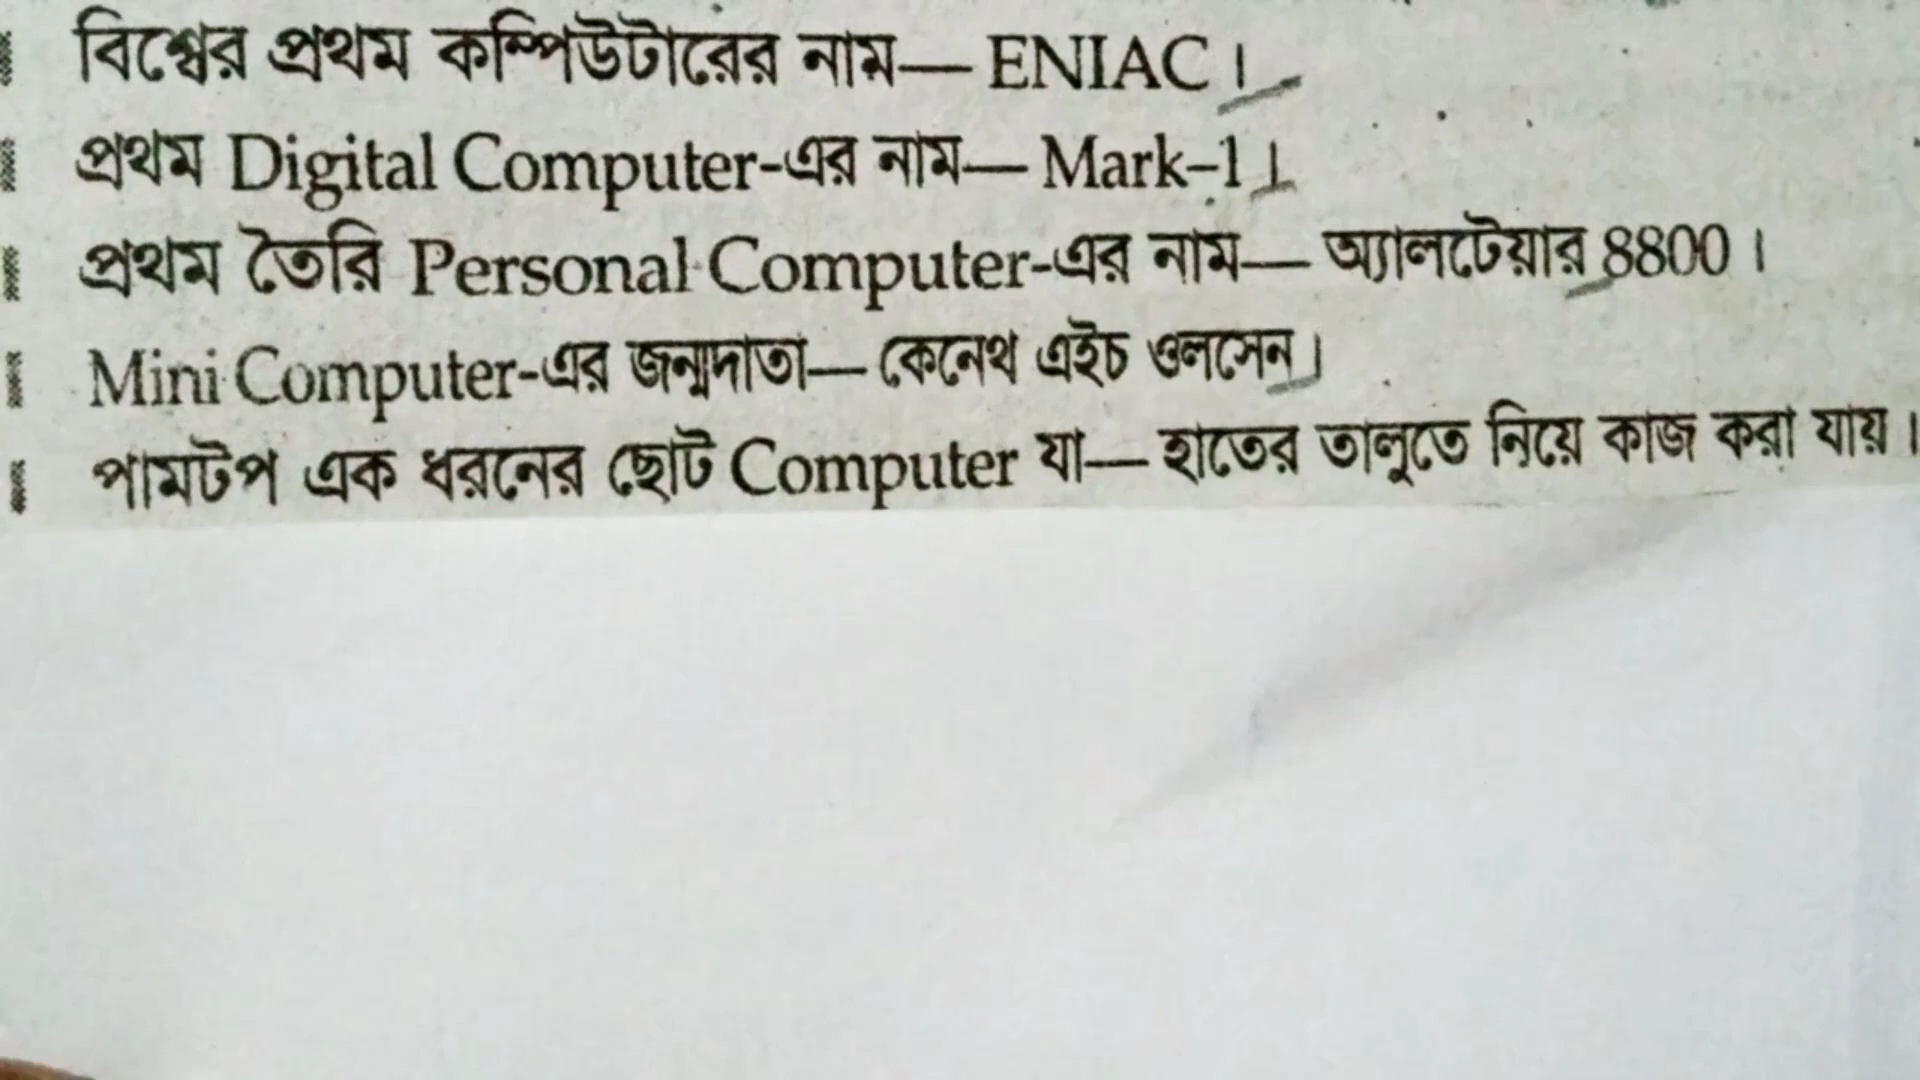 বিশ্বের প্রথম কম্পিউটারের নাম— ENIAC।
প্রথম Digital Computer-এর নাম— Mark–1।
প্রথম তৈরি Personal Computer-এর নাম— অ্যালটেয়ার 8800।
Mini Computer-এর জন্মদাতা— কেনেথ এইচ ওলসেন।
পামটপ এক ধরনের ছোট Computer যা— হাতের তালুতে নিয়ে কাজ করা যায়।